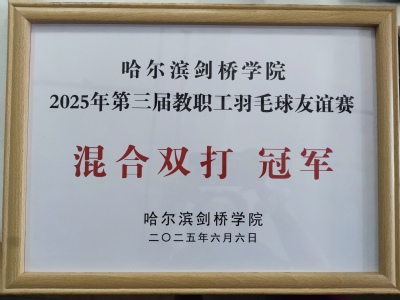 哈尔滨剑桥学院
2025年第三届教职工羽毛球友谊赛
混合双打 冠军
哈尔滨剑桥学院
二〇二五年六月六日